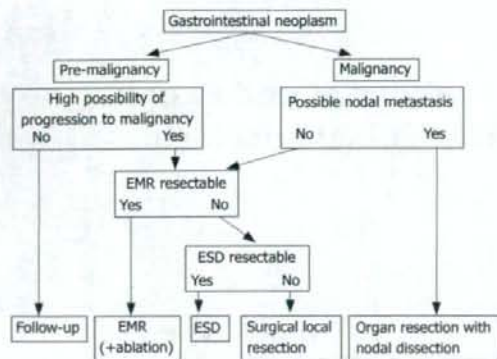 Gastrointestinal neoplasm
Pre-malignancy
Malignancy
High possibility of
progression to malignancy
No Yes
Possible nodal metastasis
No Yes
EMR resectable
Yes No
ESD resectable
Yes No
Follow-up
EMR
(+ablation)
ESD
Surgical local
resection
Organ resection with
nodal dissection